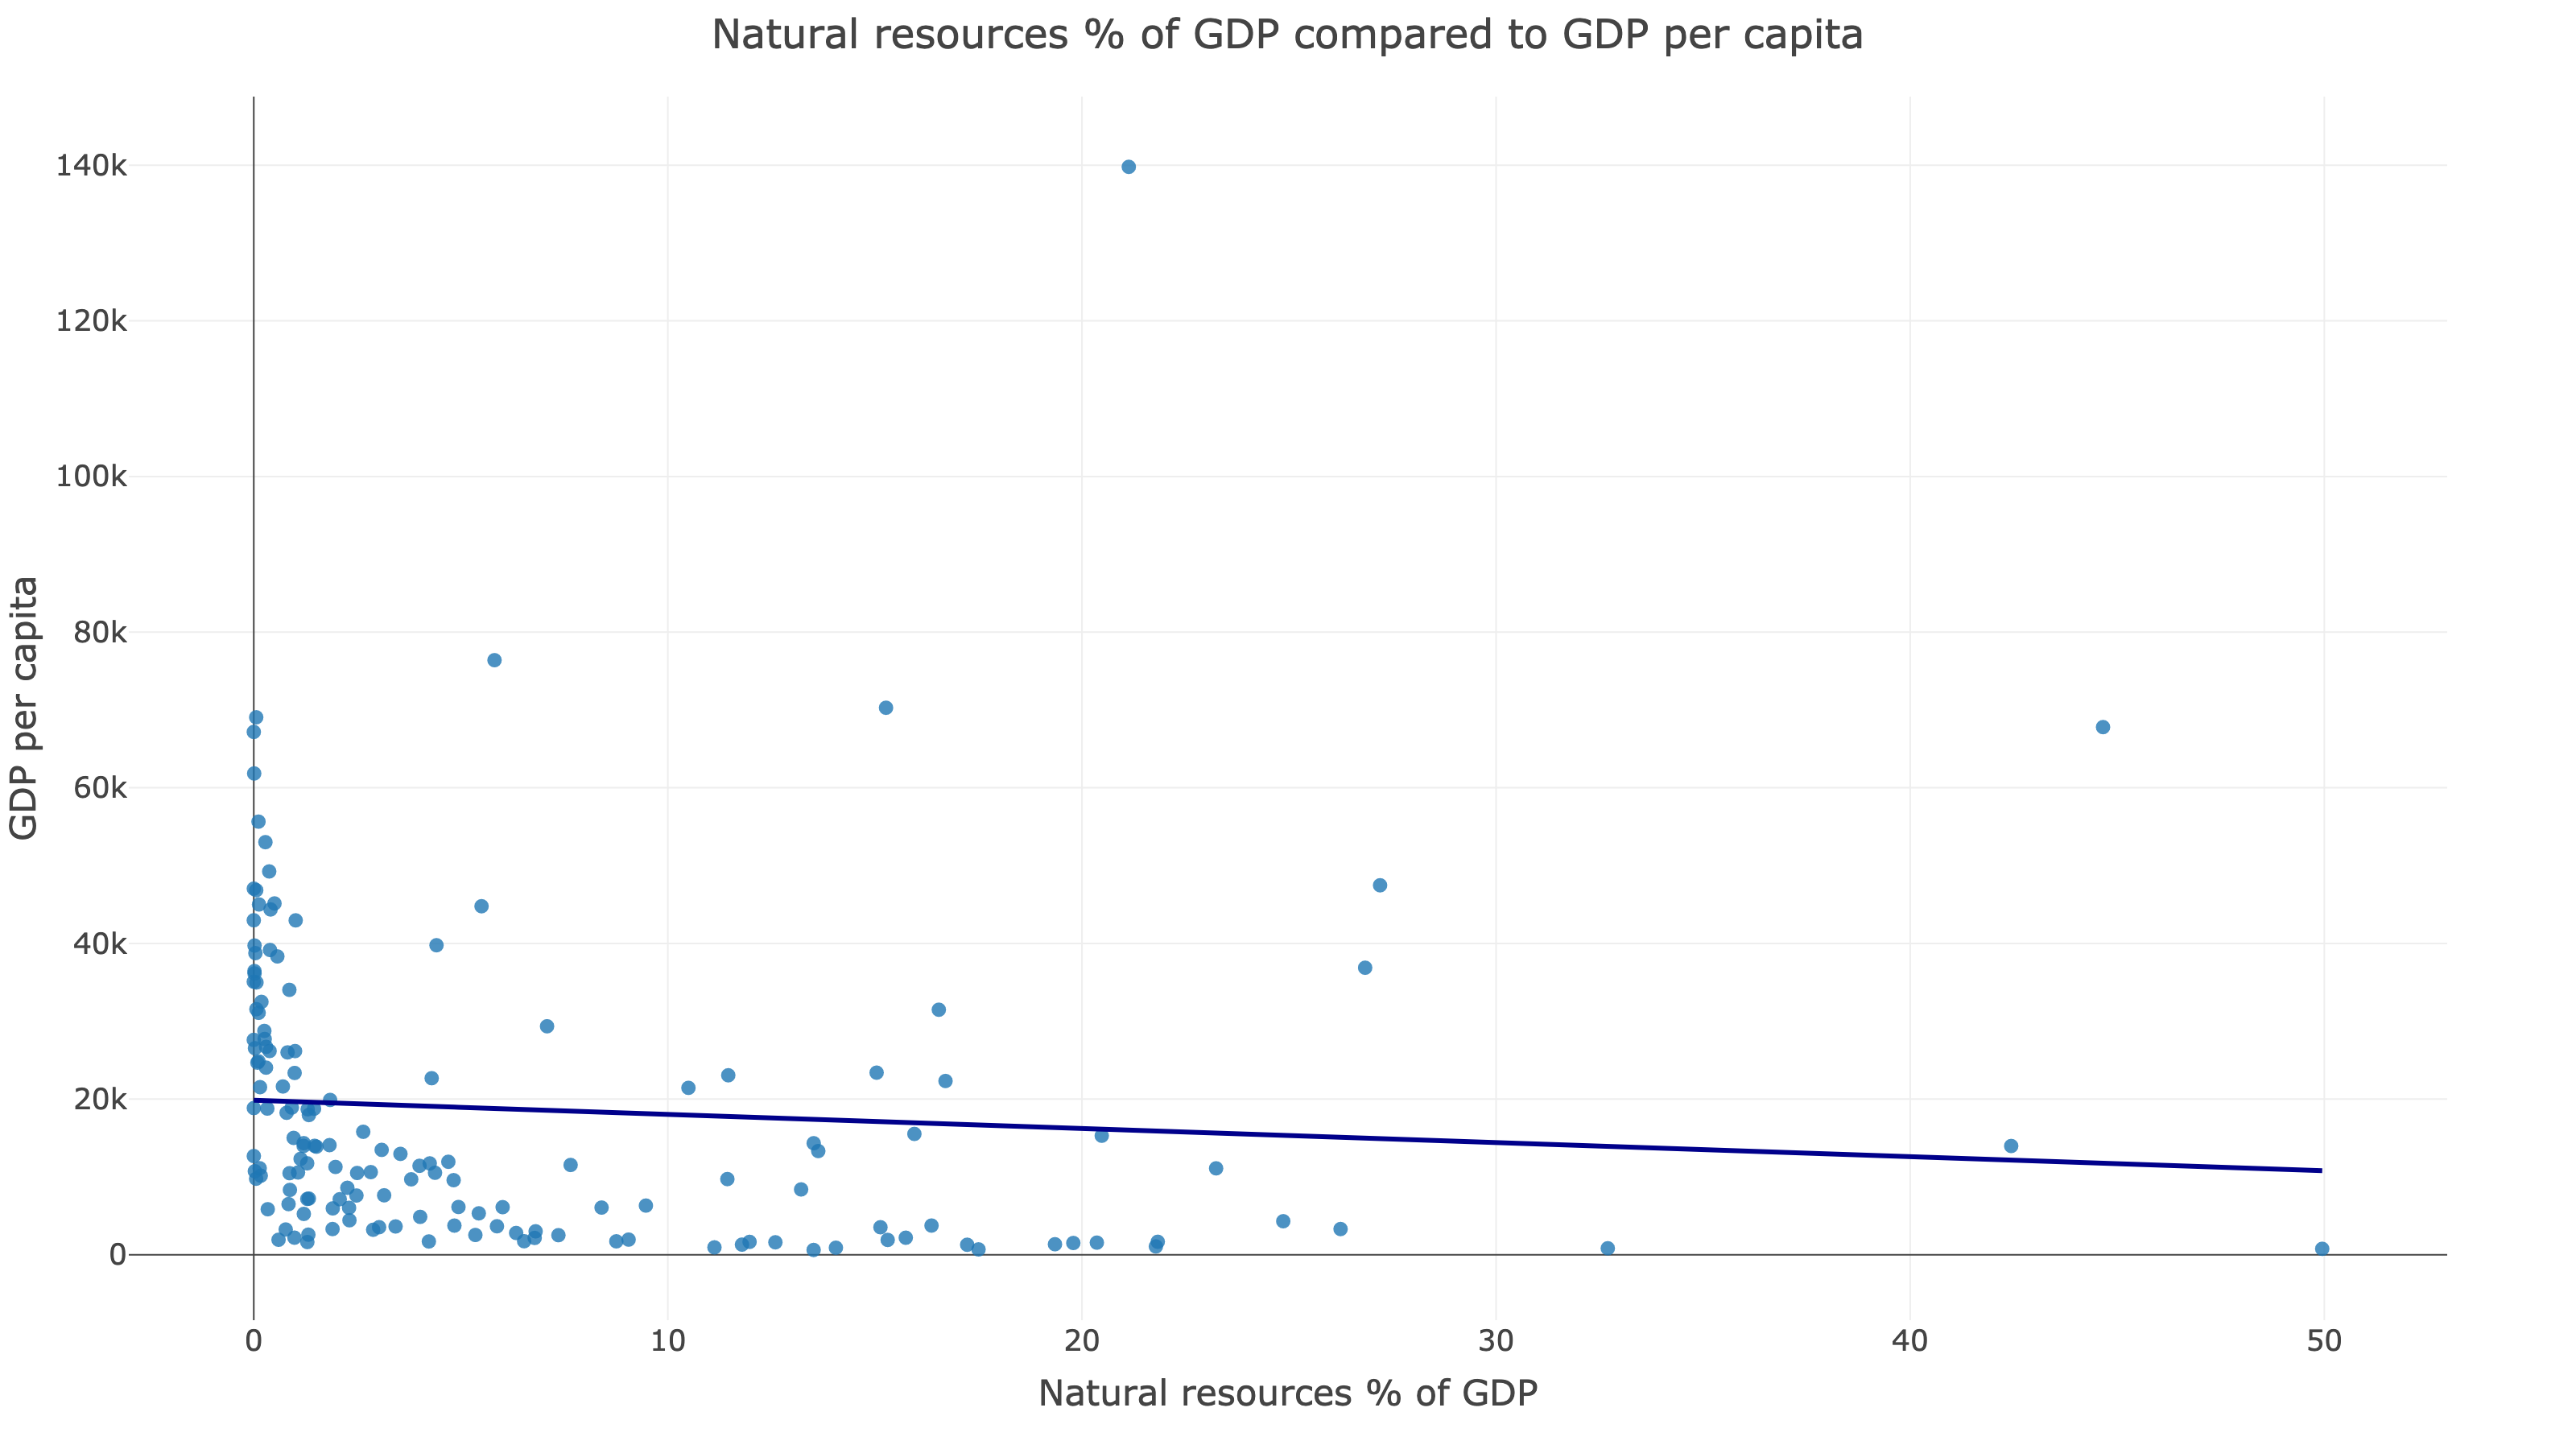 Natural resources % of GDP compared to GDP per capita
140k
120k
100k
80k
60k
40k
20k
0
GDP per capita
0 10 20 30 40 50
Natural resources % of GDP